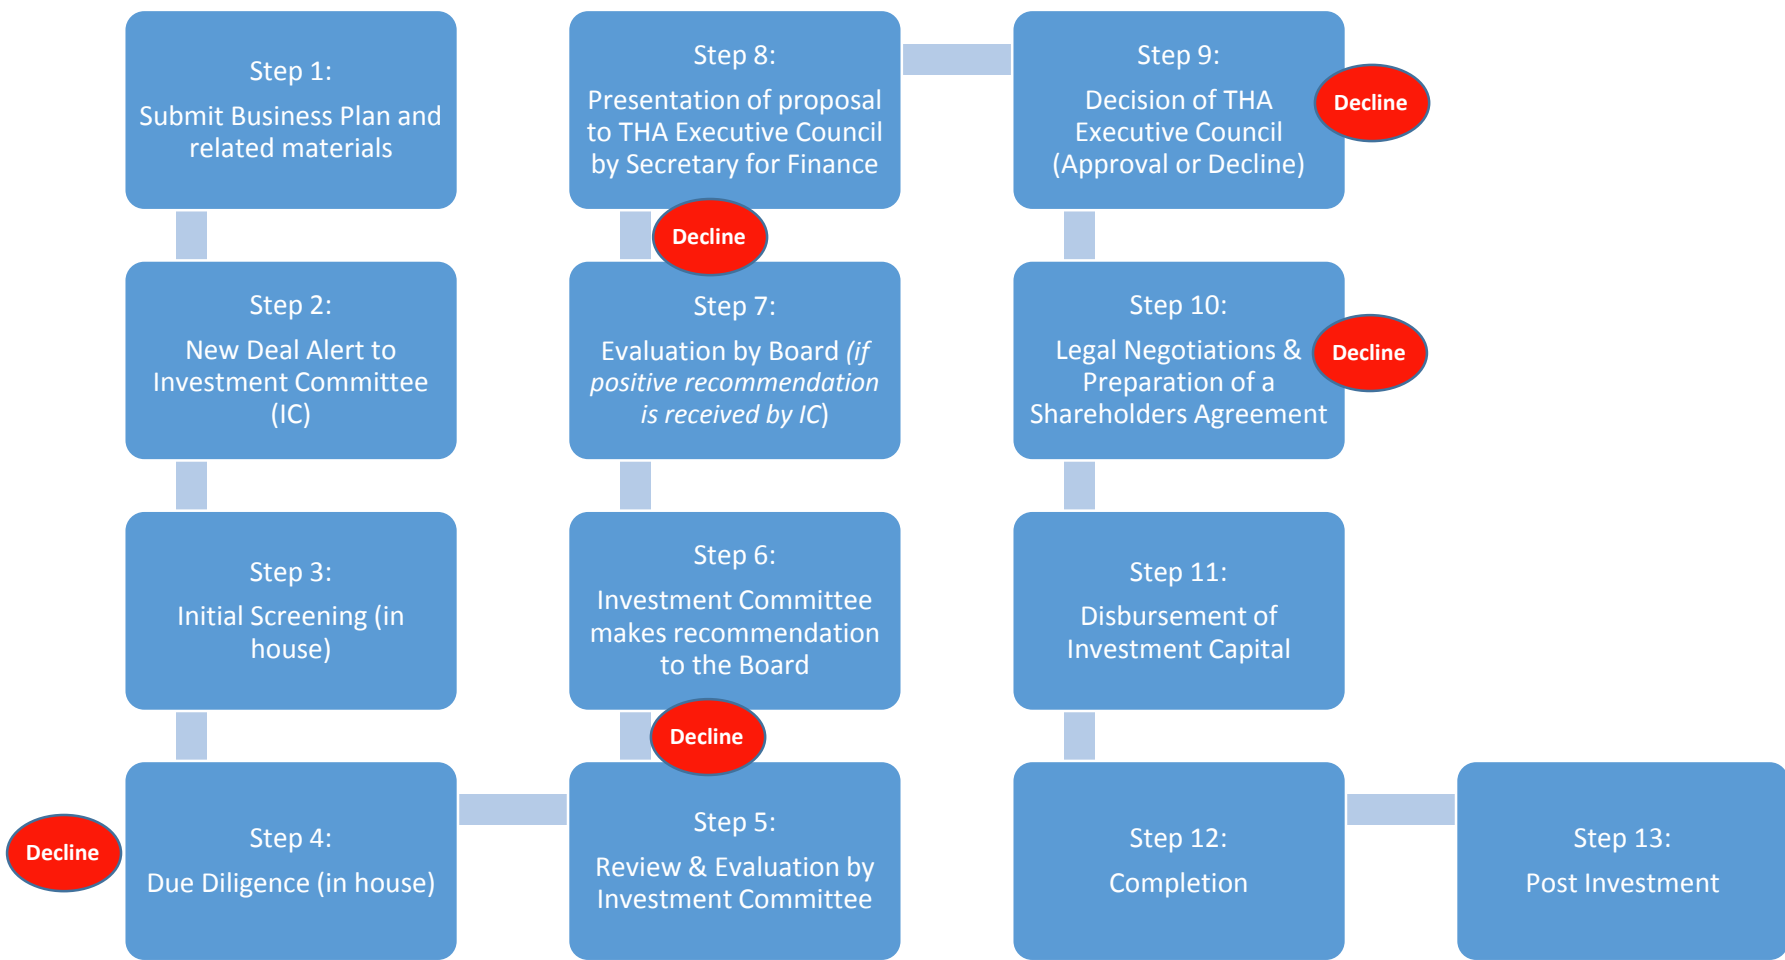 Step 1:
Submit Business Plan and
related materials
Step 2:
New Deal Alert to
Investment Committee
(IC)
Step 3:
Initial Screening (in
house)
Step 4:
Due Diligence (in house)
Decline
Step 5:
Review & Evaluation by
Investment Committee
Decline
Step 6:
Investment Committee
makes recommendation
to the Board
Step 7:
Evaluation by Board (if
positive recommendation
is received by IC)
Decline
Step 8:
Presentation of proposal
to THA Executive Council
by Secretary for Finance
Step 9:
Decision of THA
Executive Council
(Approval or Decline)
Decline
Step 10:
Legal Negotiations &
Preparation of a
Shareholders Agreement
Decline
Step 11:
Disbursement of
Investment Capital
Step 12:
Completion
Step 13:
Post Investment